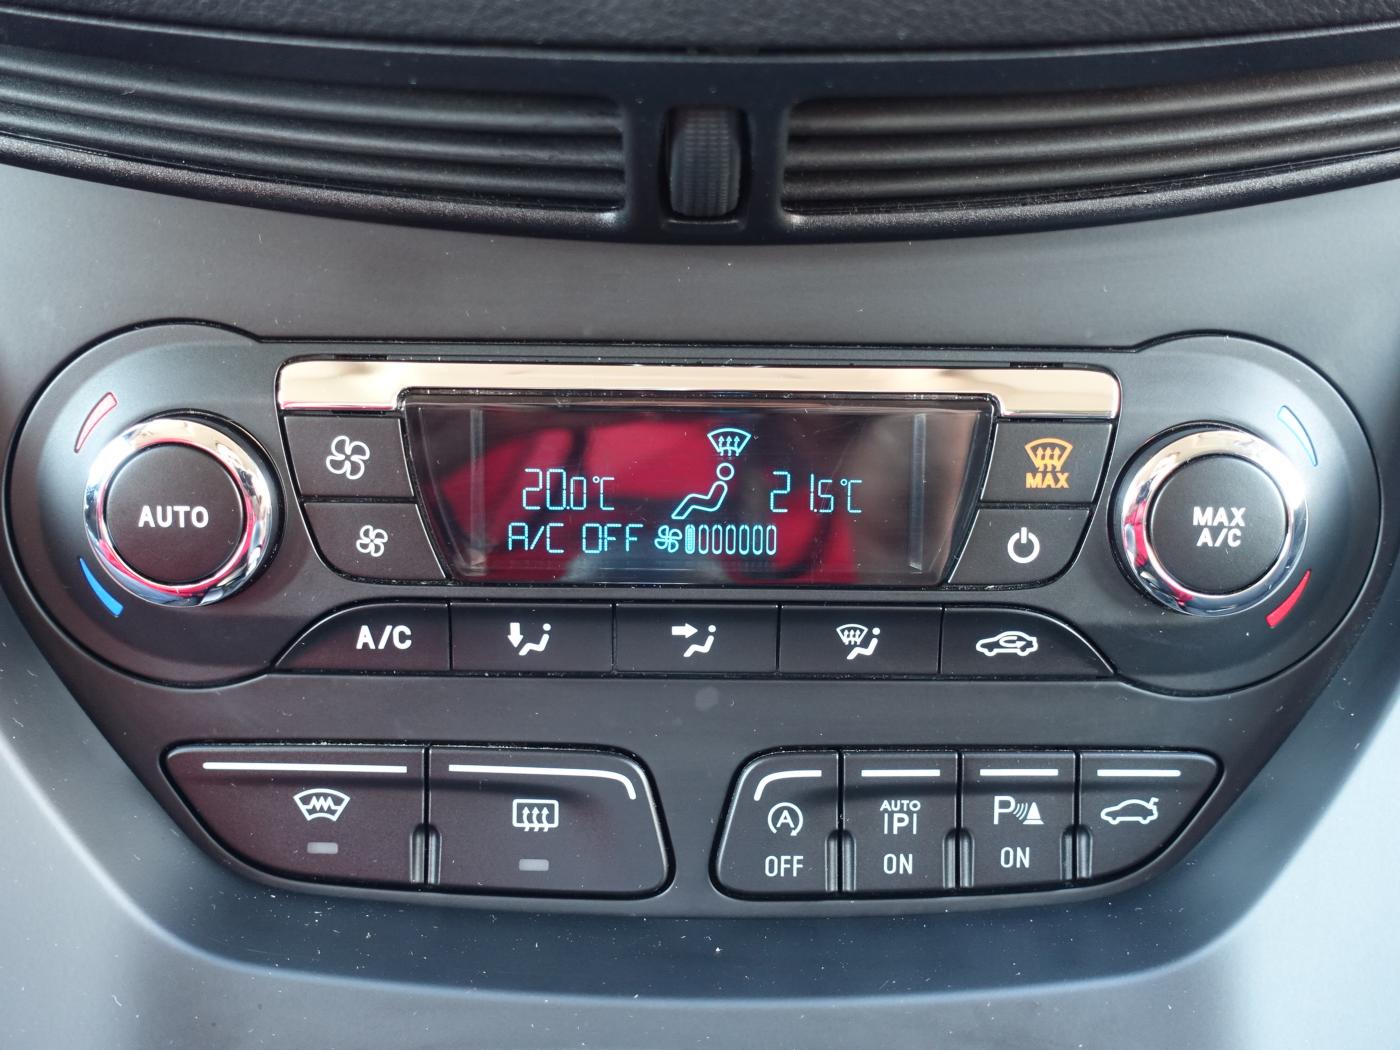 MAX
20.0°C 21.5°C
AUTO
MAX
A/C
A/C OFF
A/C
AUTO
P
OFF
ON
ON